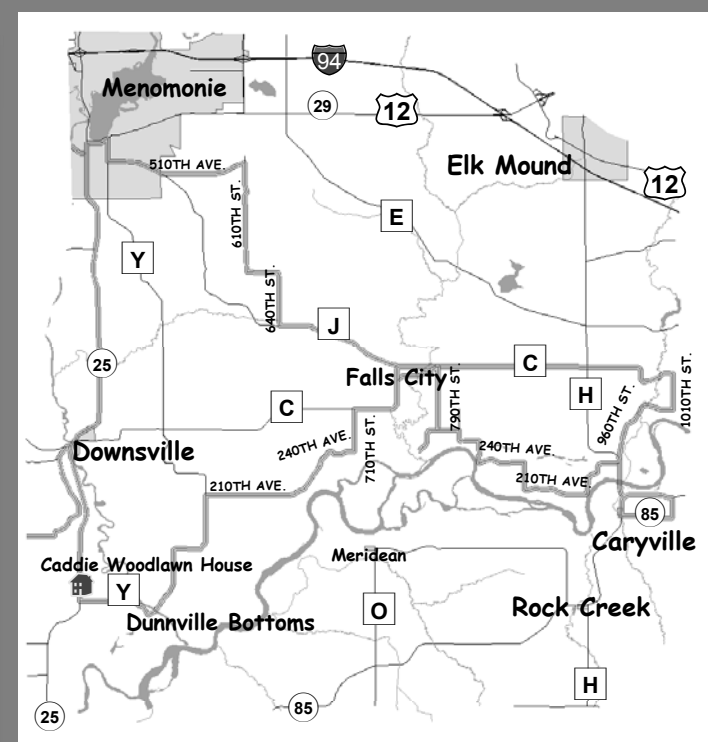 94
Menomonie
29
12
Elk Mound
12
510TH AVE.
610TH ST.
E
Y
640TH ST.
J
25
Falls City
C
790TH ST.
H
960TH ST.
1010TH ST.
C
710TH ST.
240TH AVE.
240TH AVE.
Downsville
210TH AVE.
210TH AVE.
85
Caryville
Meridean
Caddie Woodlawn House
Y
O
Rock Creek
Dunnville Bottoms
H
25
85